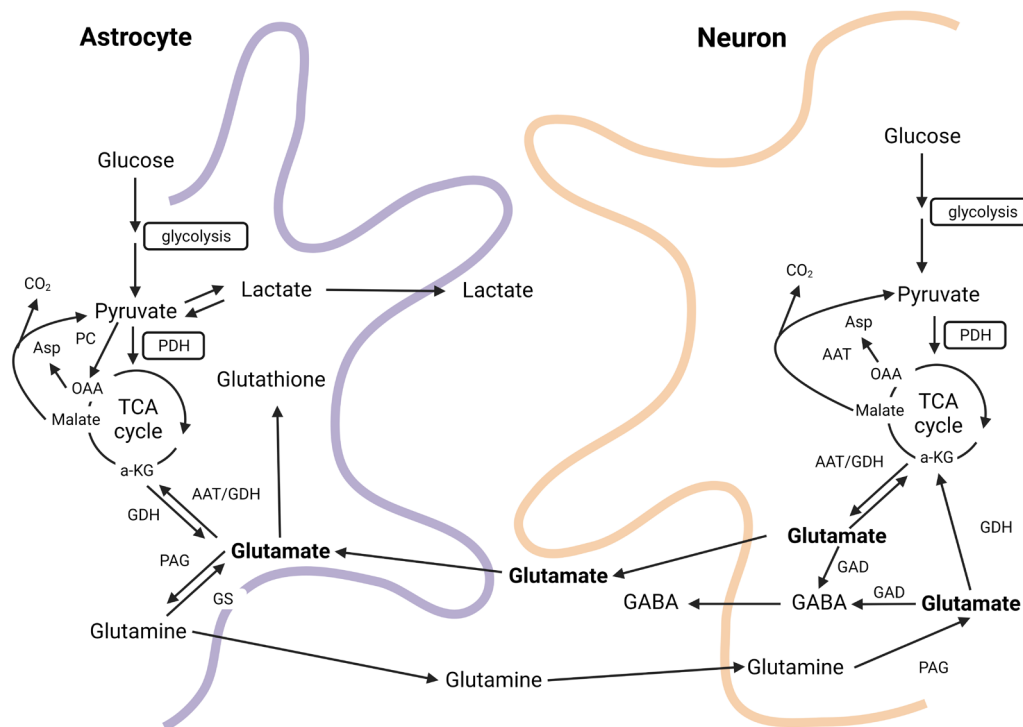 Astrocyte
Neuron
Glucose
glycolysis
CO₂
Pyruvate
Lactate
Lactate
PC
PDH
Asp
OAA
Malate
TCA
cycle
Glutathione
a-KG
AAT/GDH
GDH
PAG
Glutamate
GS
Glutamine
Glutamate
Glutamine
Glucose
glycolysis
CO₂
Pyruvate
Asp
PDH
AAT
OAA
Malate
TCA
cycle
a-KG
AAT/GDH
GDH
Glutamate
GAD
GABA
GABA
GAD
Glutamate
Glutamine
PAG